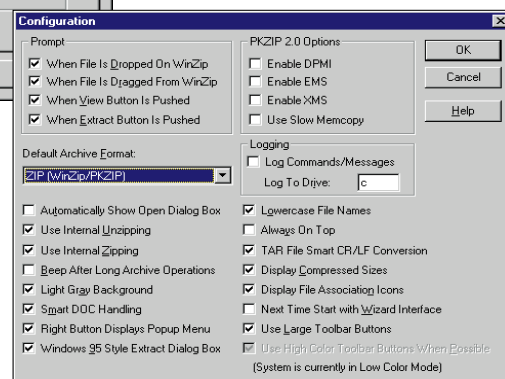 Configuration
Prompt
When File Is Dropped On WinZip
When File Is Dragged From WinZip
When View Button Is Pushed
When Extract Button Is Pushed
PKZIP 2.0 Options
Enable DPMI
Enable EMS
Enable XMS
Use Slow Memcopy
OK
Cancel
Help
Default Archive Format:
ZIP (WinZip/PKZIP)
Logging
Log Commands/Messages
Log To Drive: c
Automatically Show Open Dialog Box
Use Internal Unzipping
Use Internal Zipping
Beep After Long Archive Operations
Light Gray Background
Smart DOC Handling
Right Button Displays Popup Menu
Windows 95 Style Extract Dialog Box
Lowercase File Names
Always On Top
TAR File Smart CR/LF Conversion
Display Compressed Sizes
Display File Association Icons
Next Time Start with Wizard Interface
Use Large Toolbar Buttons
Use High Color Toolbar Buttons When Possible
(System is currently in Low Color Mode)